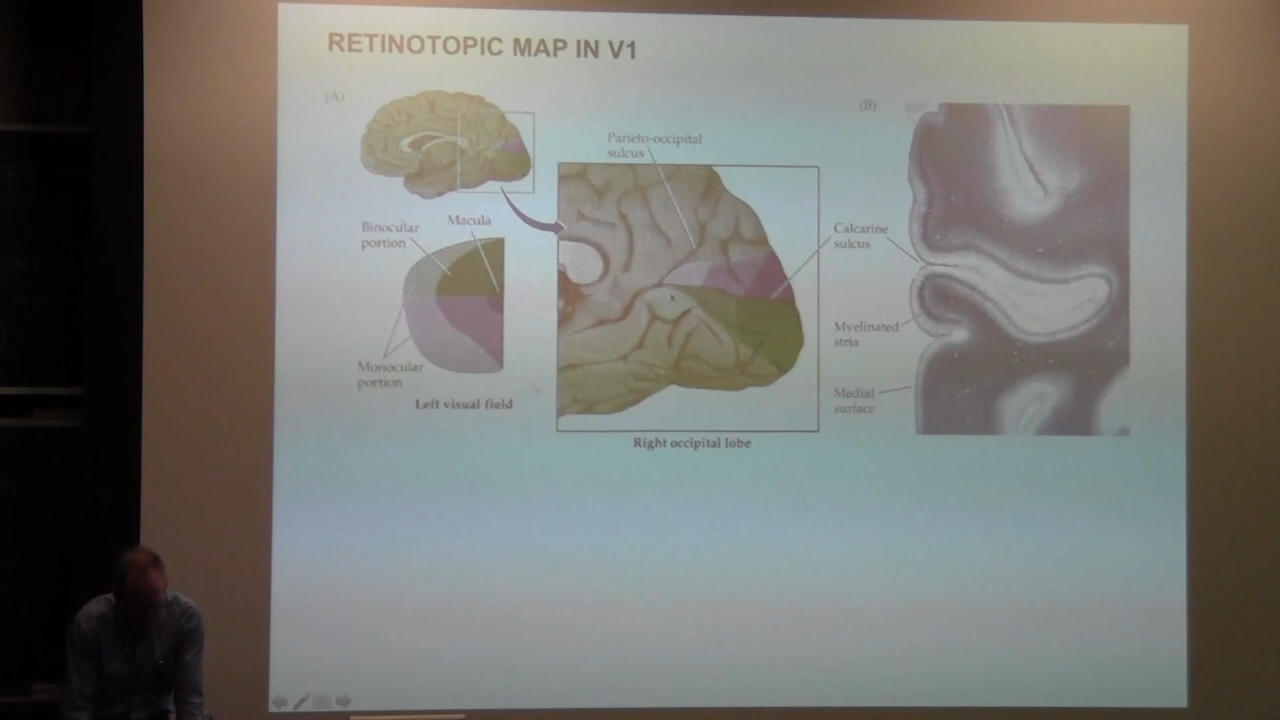 RETINOTOPIC MAP IN V1
(A)
Parieto-occipital
sulcus
Binocular
portion
Macula
Monocular
portion
Left visual field
Right occipital lobe
(B)
Calcarine
sulcus
Myelinated
stria
Medial
surface